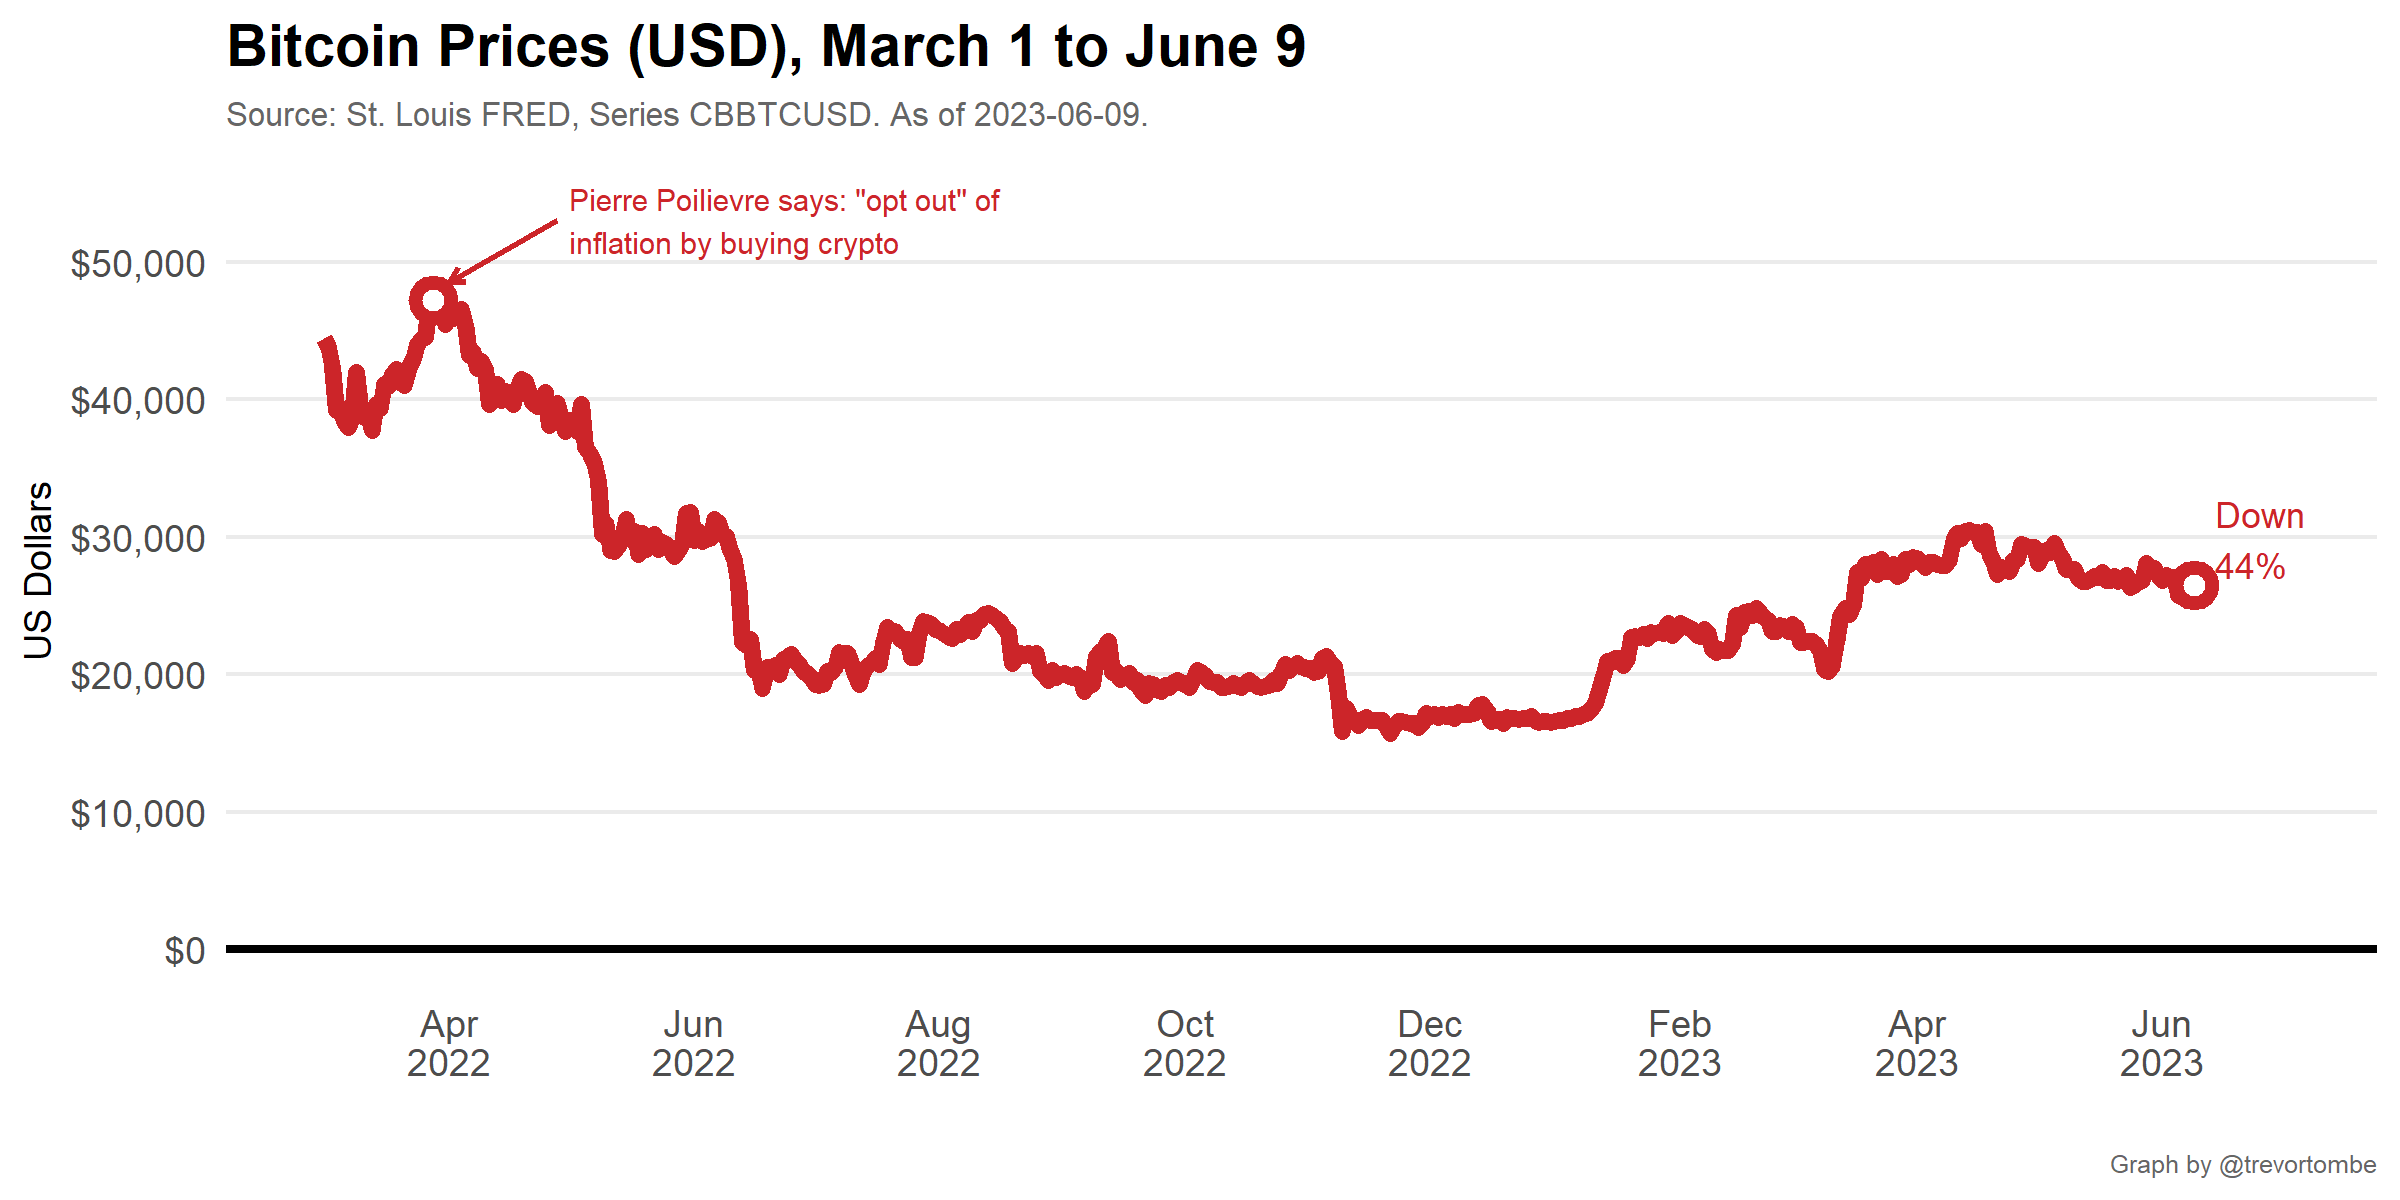 Bitcoin Prices (USD), March 1 to June 9
Source: St. Louis FRED, Series CBBTCUSD. As of 2023-06-09.
Pierre Poilievre says: "opt out" of
inflation by buying crypto
$50,000
$40,000
$30,000
$20,000
$10,000
$0
US Dollars
Down
44%
Apr
2022
Jun
2022
Aug
2022
Oct
2022
Dec
2022
Feb
2023
Apr
2023
Jun
2023
Graph by @trevortombe